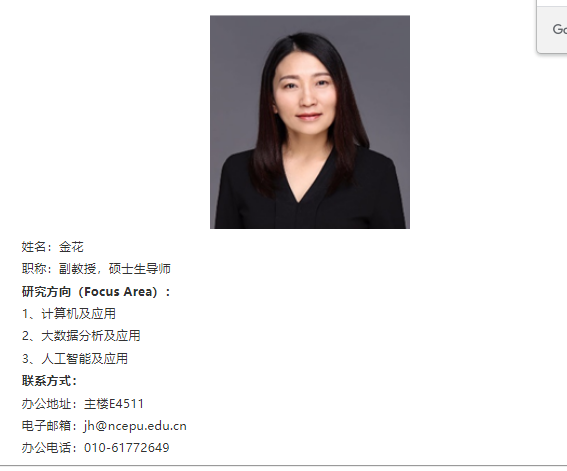 Go
姓名：金花
职称：副教授，硕士生导师
研究方向（Focus Area）：
1、计算机及应用
2、大数据分析及应用
3、人工智能及应用
联系方式：
办公地址：主楼E4511
电子邮箱：jh@ncepu.edu.cn
办公电话：010-61772649